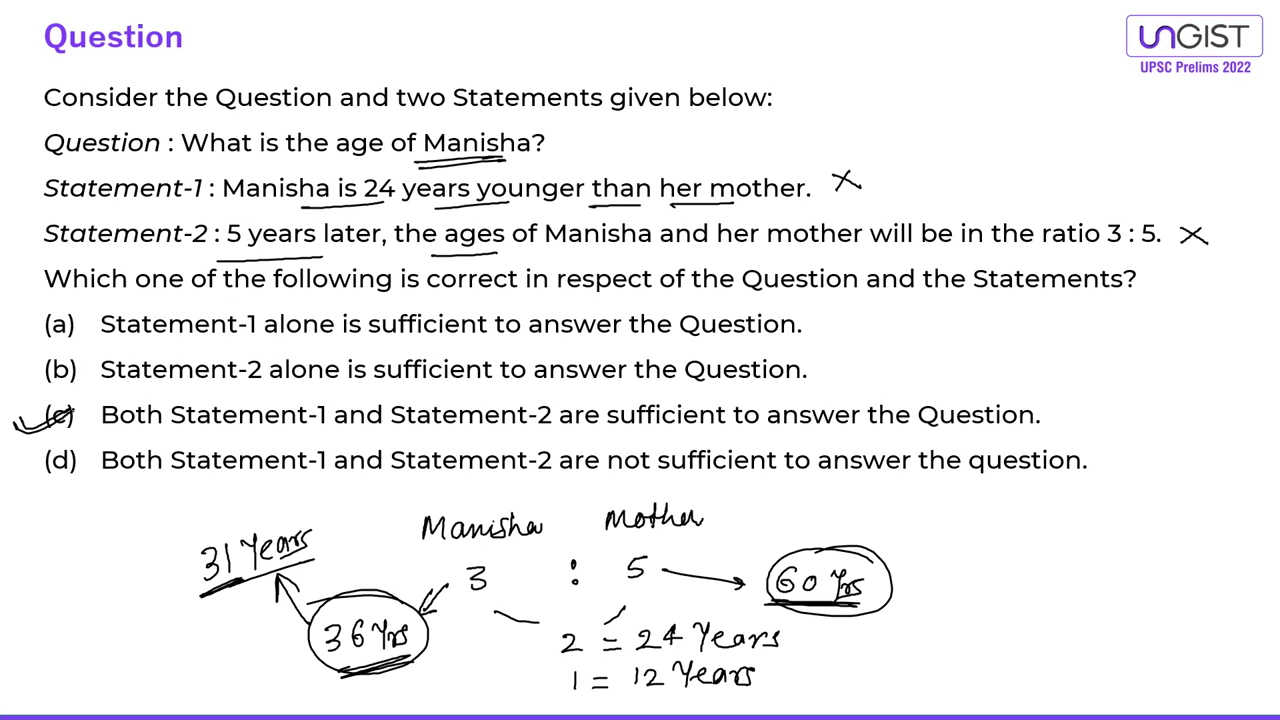 Question
UNGIST
UPSC Prelims 2022
Consider the Question and two Statements given below:
Question : What is the age of Manisha?
Statement-1 : Manisha is 24 years younger than her mother. ×
Statement-2 : 5 years later, the ages of Manisha and her mother will be in the ratio 3 : 5. ×
Which one of the following is correct in respect of the Question and the Statements?
(a) Statement-1 alone is sufficient to answer the Question.
(b) Statement-2 alone is sufficient to answer the Question.
(c) Both Statement-1 and Statement-2 are sufficient to answer the Question.
(d) Both Statement-1 and Statement-2 are not sufficient to answer the question.
Manisha Mother
31 Years
3 : 5
60 Yrs
36 Yrs
2 = 24 Years
1 = 12 Years